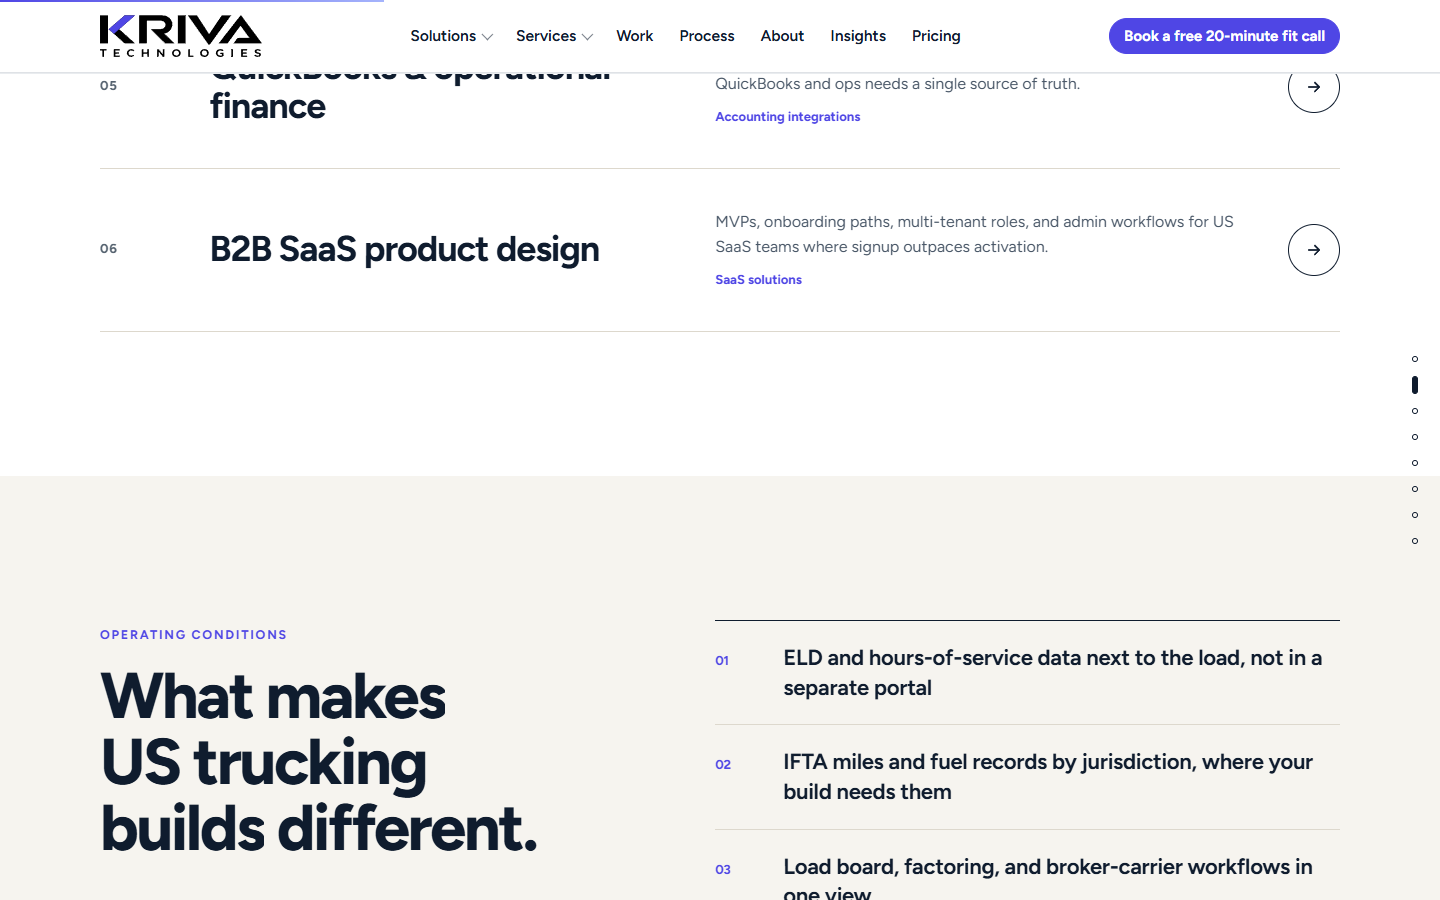 KRIVA
TECHNOLOGIES
Solutions
Services
Work
Process
About
Insights
Pricing
Book a free 20-minute fit call
05
QuickBooks & operational
finance
QuickBooks and ops needs a single source of truth.
Accounting integrations
06
B2B SaaS product design
MVPs, onboarding paths, multi-tenant roles, and admin workflows for US
SaaS teams where signup outpaces activation.
SaaS solutions
OPERATING CONDITIONS
What makes
US trucking
builds different.
01
ELD and hours-of-service data next to the load, not in a
separate portal
02
IFTA miles and fuel records by jurisdiction, where your
build needs them
03
Load board, factoring, and broker-carrier workflows in
one view